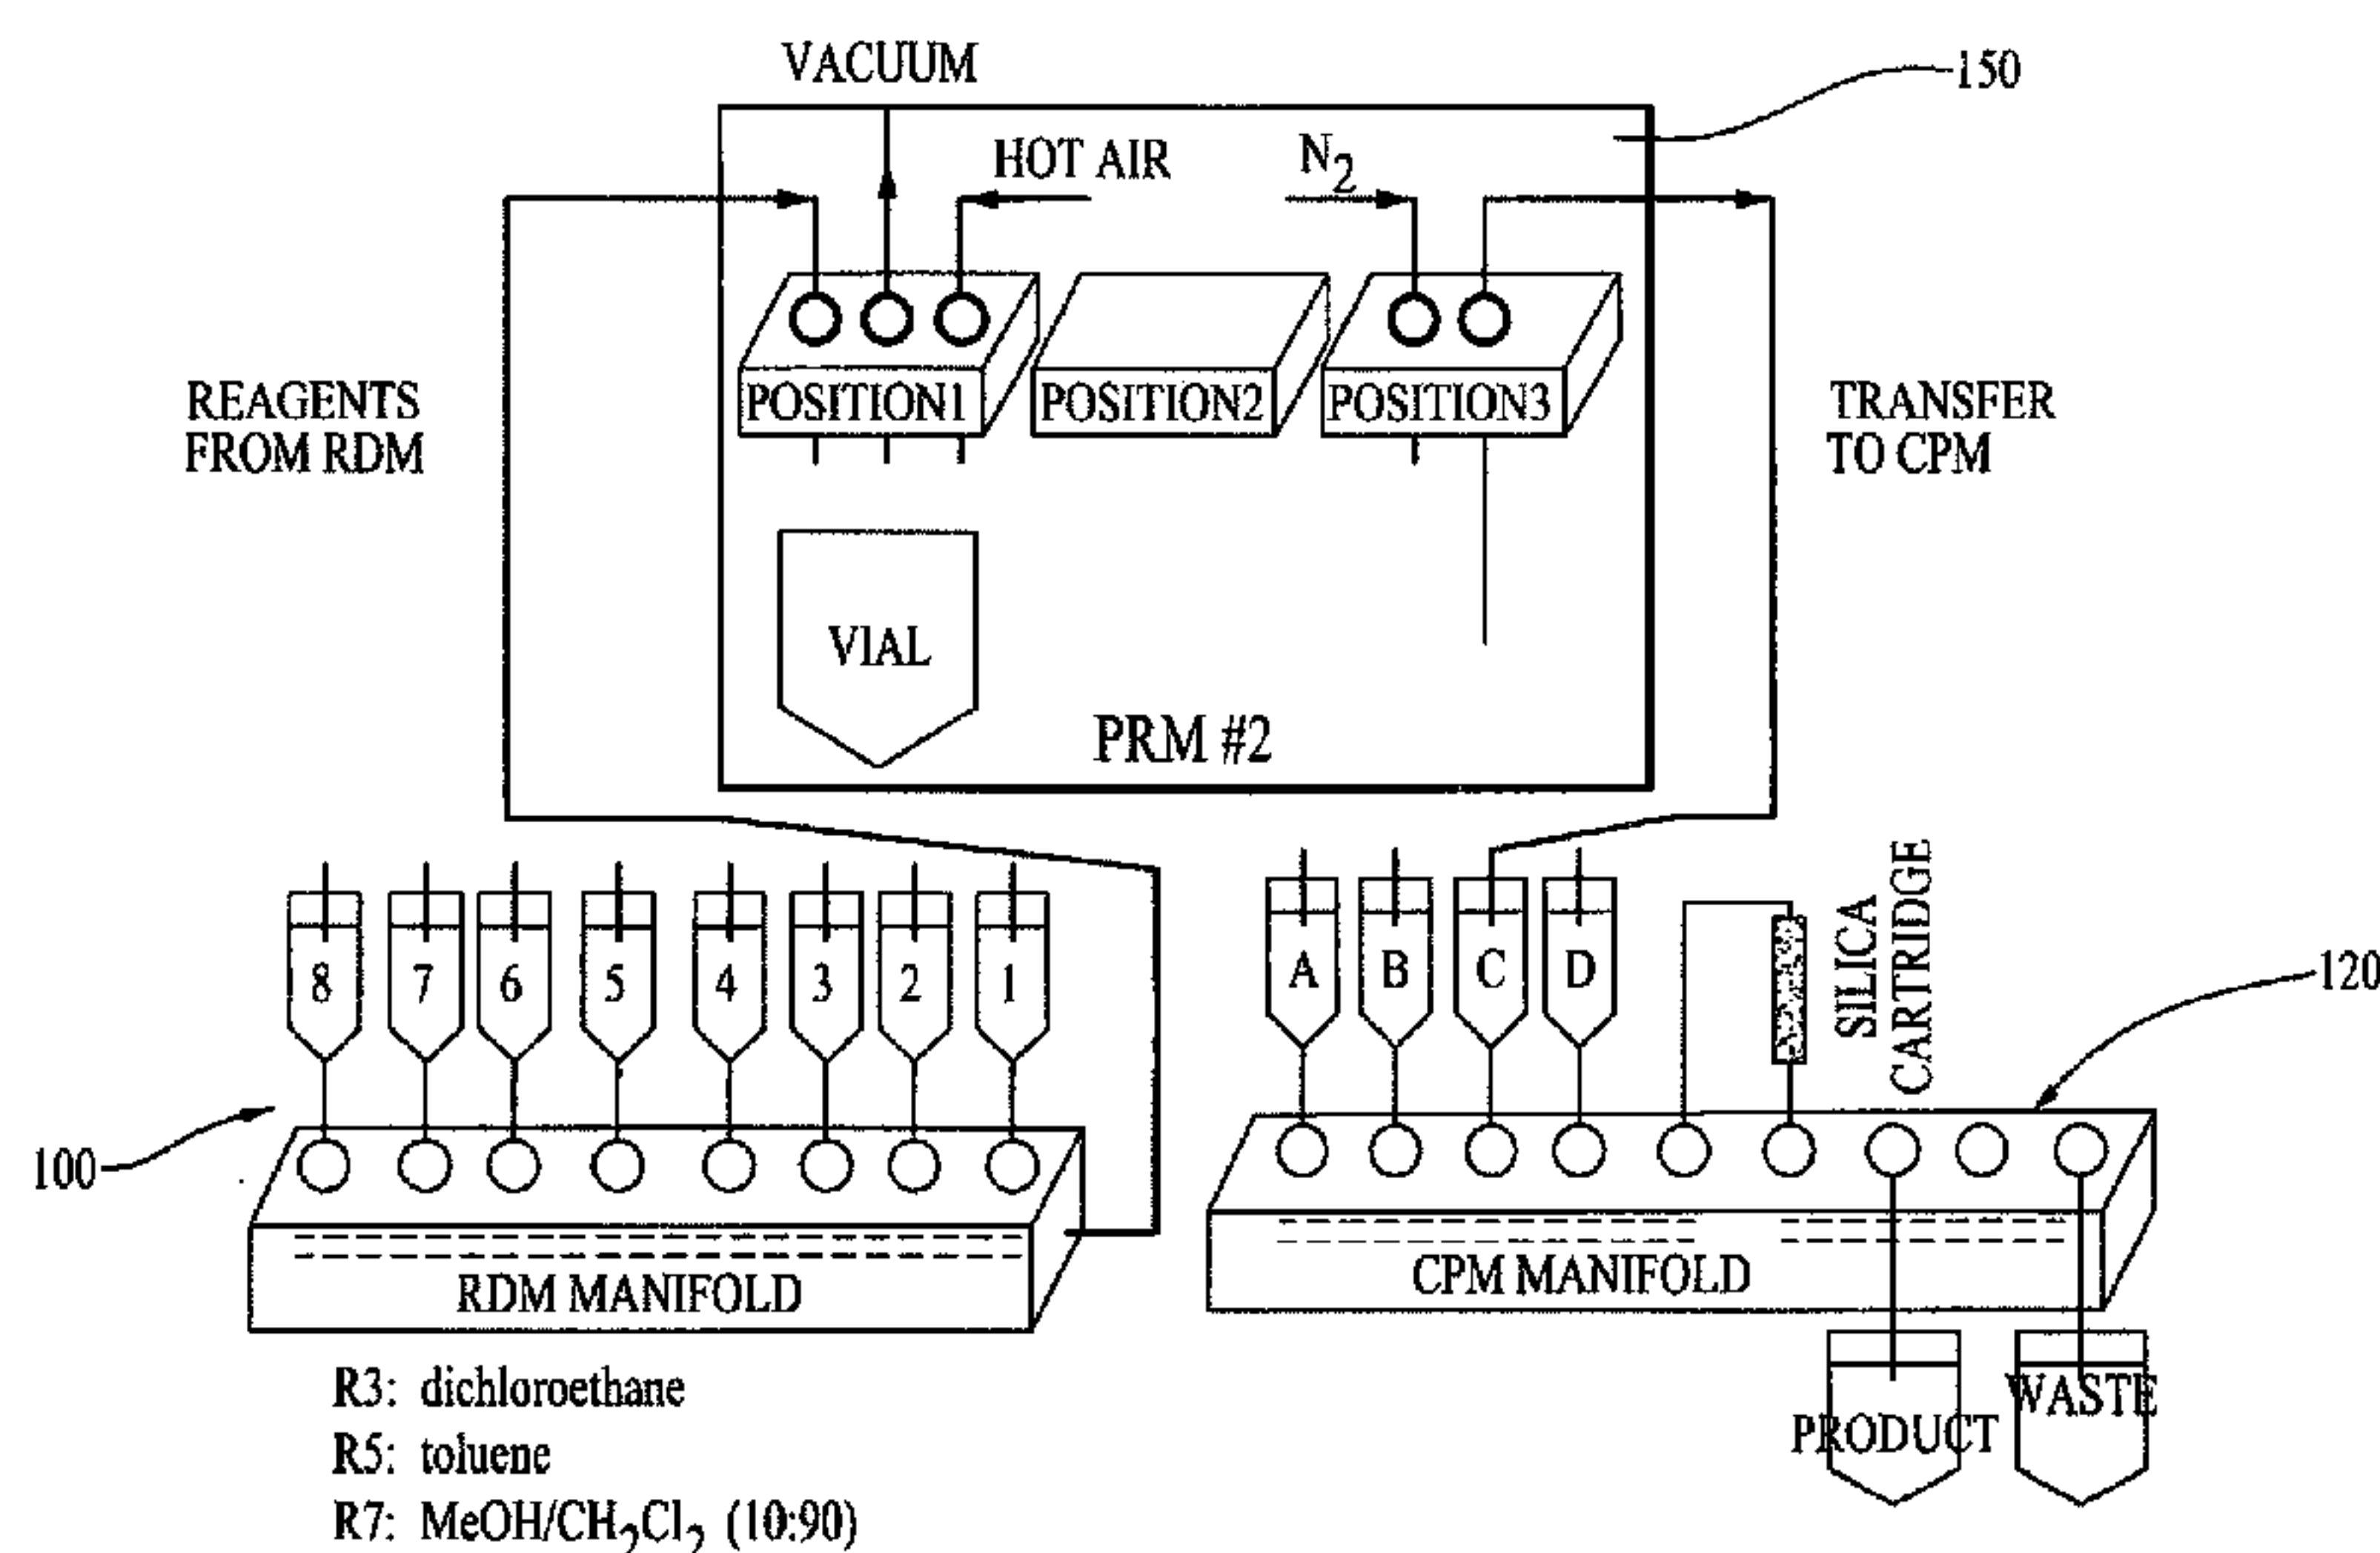 VACUUM
150
HOT AIR
N2
REAGENTS
FROM RDM
POSITION1
POSITION2
POSITION3
TRANSFER
TO CPM
VIAL
PRM #2
8 7 6 5 4 3 2 1
A B C D
SILICA
CARTRIDGE
120
100
RDM MANIFOLD
CPM MANIFOLD
PRODUCT
WASTE
R3: dichloroethane
R5: toluene
R7: MeOH/CH2Cl2 (10:90)